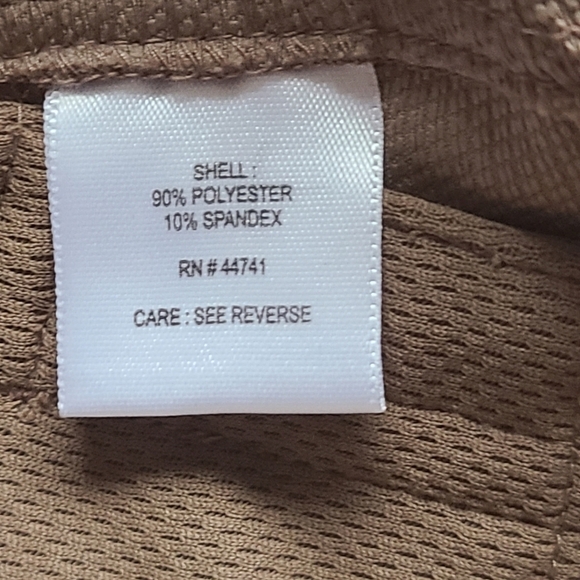 SHELL :
90% POLYESTER
10% SPANDEX
RN # 44741
CARE : SEE REVERSE